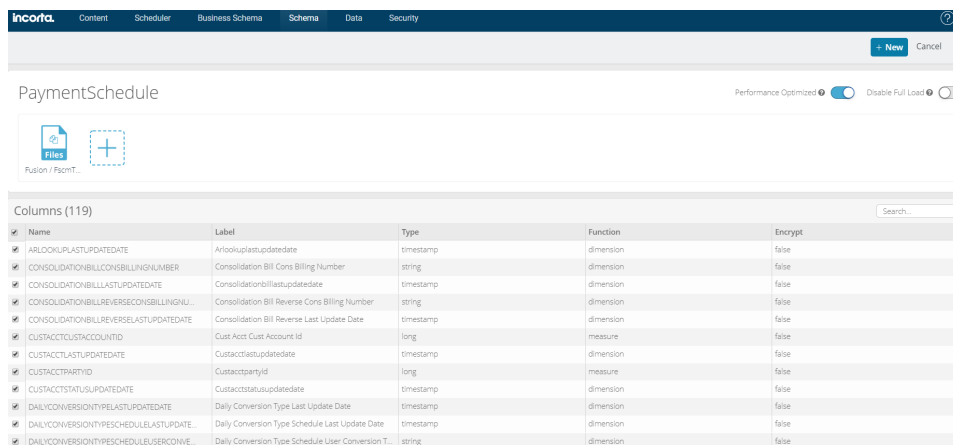 incorta. Content Scheduler Business Schema Schema Data Security ?
+ New Cancel
PaymentSchedule
Performance Optimized ? Disable Full Load ?
Files
Fusion / FscmT...
Columns (119)
Search...
Name Label Type Function Encrypt
ARLOOKUPLASTUPDATEDATE Arlookuplastupdatedate timestamp dimension false
CONSOLIDATIONBILLCONSBILLINGNUMBER Consolidation Bill Cons Billing Number string dimension false
CONSOLIDATIONBILLLASTUPDATEDATE Consolidationbilllastupdatedate timestamp dimension false
CONSOLIDATIONBILLREVERSECONSBILLINGNU... Consolidation Bill Reverse Cons Billing Number string dimension false
CONSOLIDATIONBILLREVERSELASTUPDATEDATE Consolidation Bill Reverse Last Update Date timestamp dimension false
CUSTACCTCUSTACCOUNTID Cust Acct Cust Account Id long measure false
CUSTACCTLASTUPDATEDATE Custacctlastupdatedate timestamp dimension false
CUSTACCTPARTYID Custacctpartyid long measure false
CUSTACCTSTATUSUPDATEDATE Custacctstatusupdatedate timestamp dimension false
DAILYCONVERSIONTYPELASTUPDATEDATE Daily Conversion Type Last Update Date timestamp dimension false
DAILYCONVERSIONTYPESCHEDULELASTUPDATE... Daily Conversion Type Schedule Last Update Date timestamp dimension false
DAILYCONVERSIONTYPESCHEDULEUSERCONVE... Daily Conversion Type Schedule User Conversion T... string dimension false